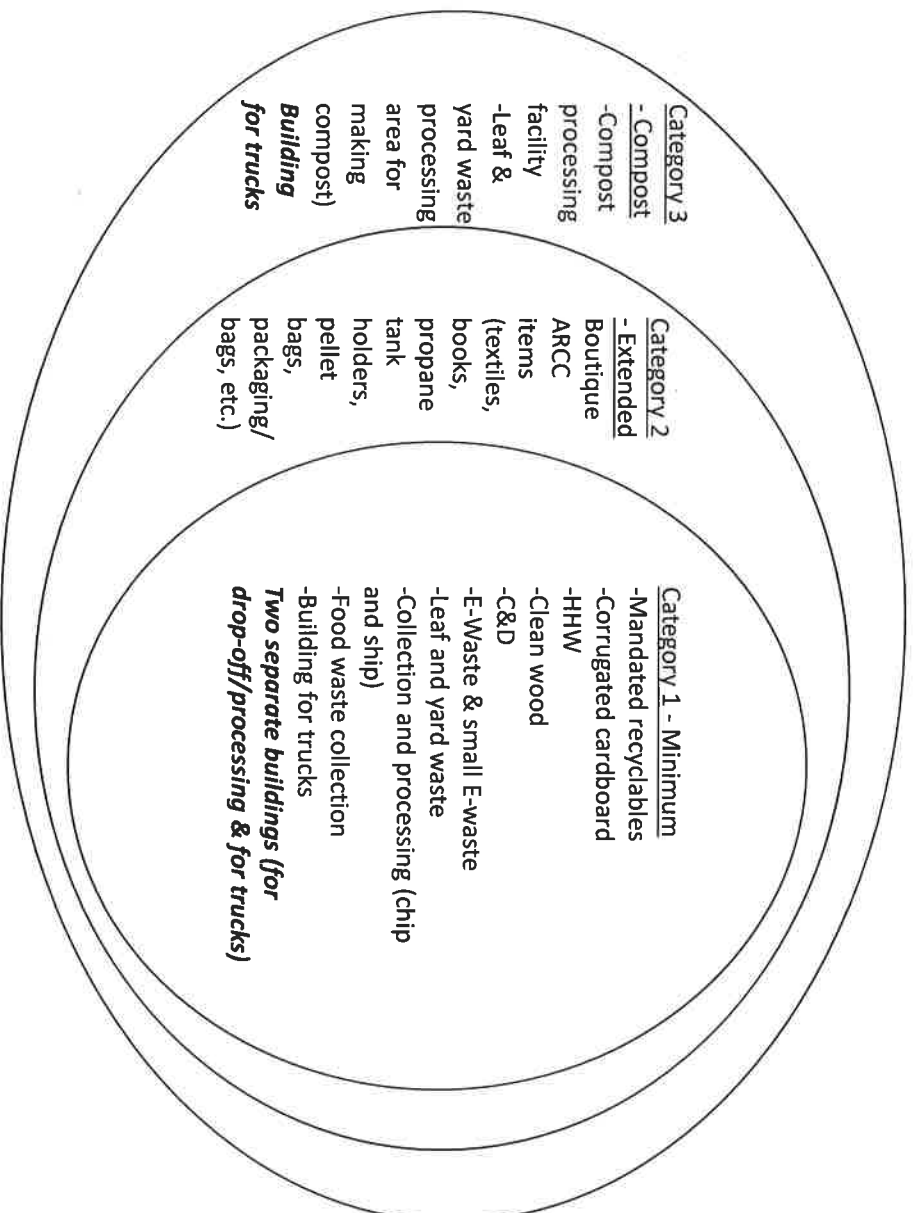 Category 3
- Compost
-Compost
processing
facility
-Leaf &
yard waste
processing
area for
making
compost)
Building
for trucks
Category 2
- Extended
Boutique
ARCC
items
(textiles,
books,
propane
tank
holders,
pellet
bags,
packaging/
bags, etc.)
Category 1 - Minimum
-Mandated recyclables
-Corrugated cardboard
-HHW
-Clean wood
-C&D
-E-Waste & small E-waste
-Leaf and yard waste
-Collection and processing (chip
and ship)
-Food waste collection
-Building for trucks
Two separate buildings (for
drop-off/processing & for trucks)